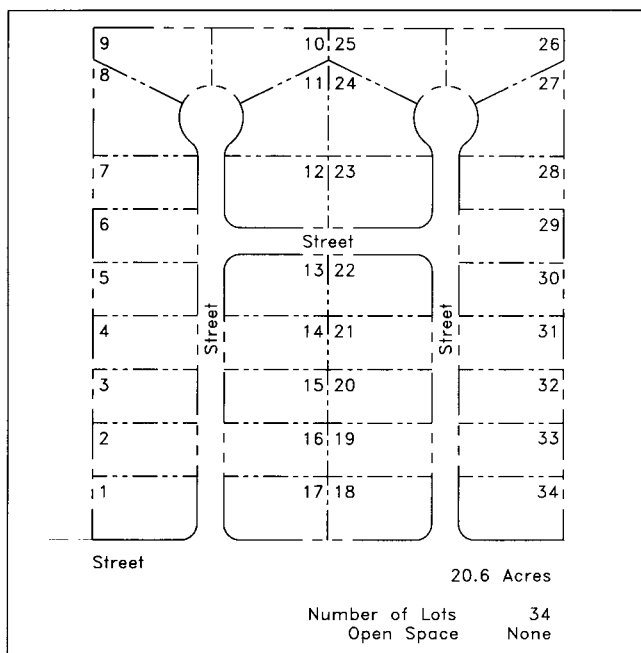 9 10 25 26
8 11 24 27
7 12 23 28
6 29
Street
5 13 22 30
Street Street
4 14 21 31
3 15 20 32
2 16 19 33
1 17 18 34
Street
20.6 Acres
Number of Lots 34
Open Space None